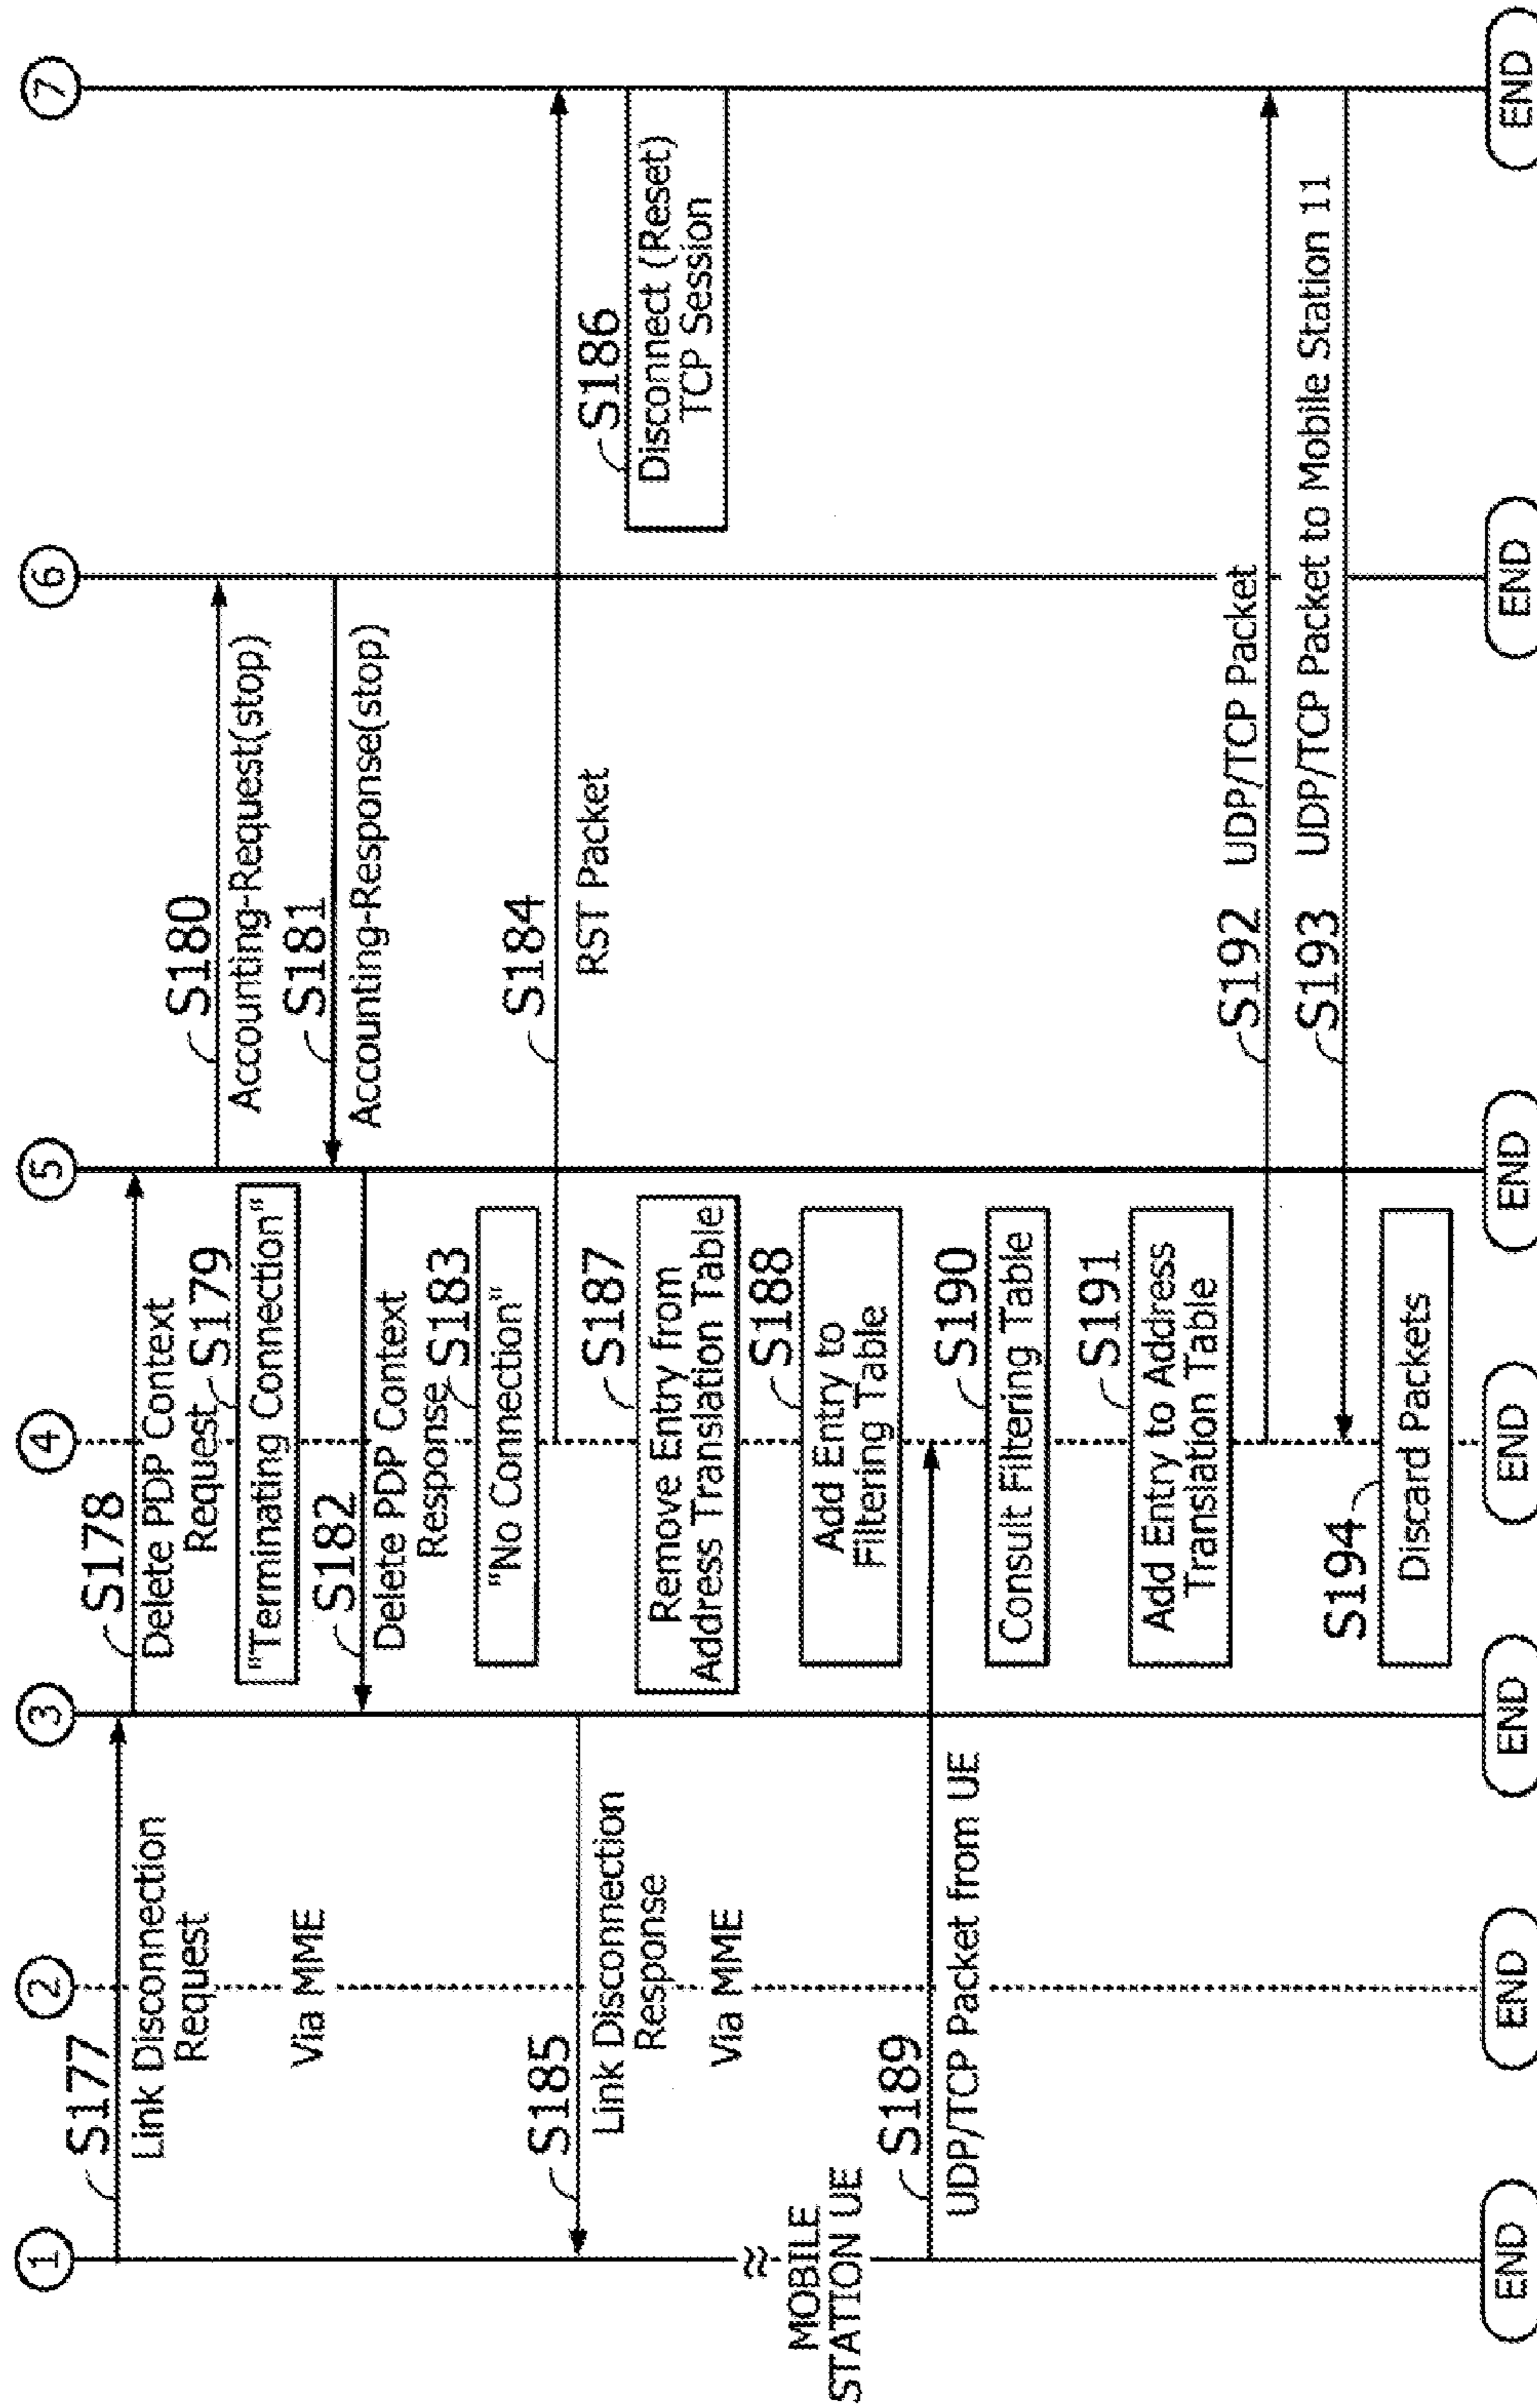 1
2
3
4
5
6
7
S177
Link Disconnection
Request
Via MME
S178
Delete PDP Context
Request
S179
"Terminating Connection"
S180
Accounting-Request(stop)
S181
Accounting-Response(stop)
S182
Delete PDP Context
Response
S183
"No Connection"
S184
RST Packet
S185
Link Disconnection
Response
Via MME
S186
Disconnect (Reset)
TCP Session
S187
Remove Entry from
Address Translation Table
S188
Add Entry to
Filtering Table
MOBILE
STATION UE
S189
UDP/TCP Packet from UE
S190
Consult Filtering Table
S191
Add Entry to Address
Translation Table
S192
UDP/TCP Packet
S193
UDP/TCP Packet to Mobile Station 11
S194
Discard Packets
END
END
END
END
END
END
END